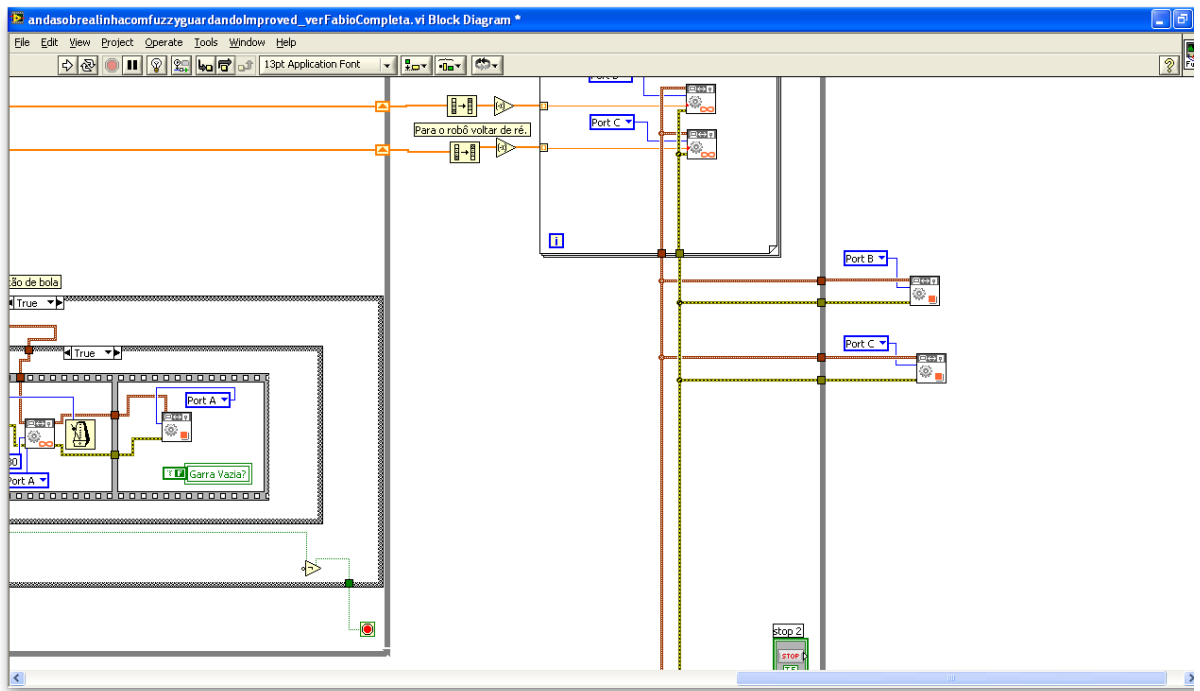 andasobrealinhacomfuzzyguardandoImproved_verFabioCompleta.vi Block Diagram *
File Edit View Project Operate Tools Window Help
13pt Application Font
?
Para o robô voltar de ré.
Port C
i
Port B
ão de bola
True
True
Port C
Port A
Garra Vazia?
Port A
stop 2
STOP